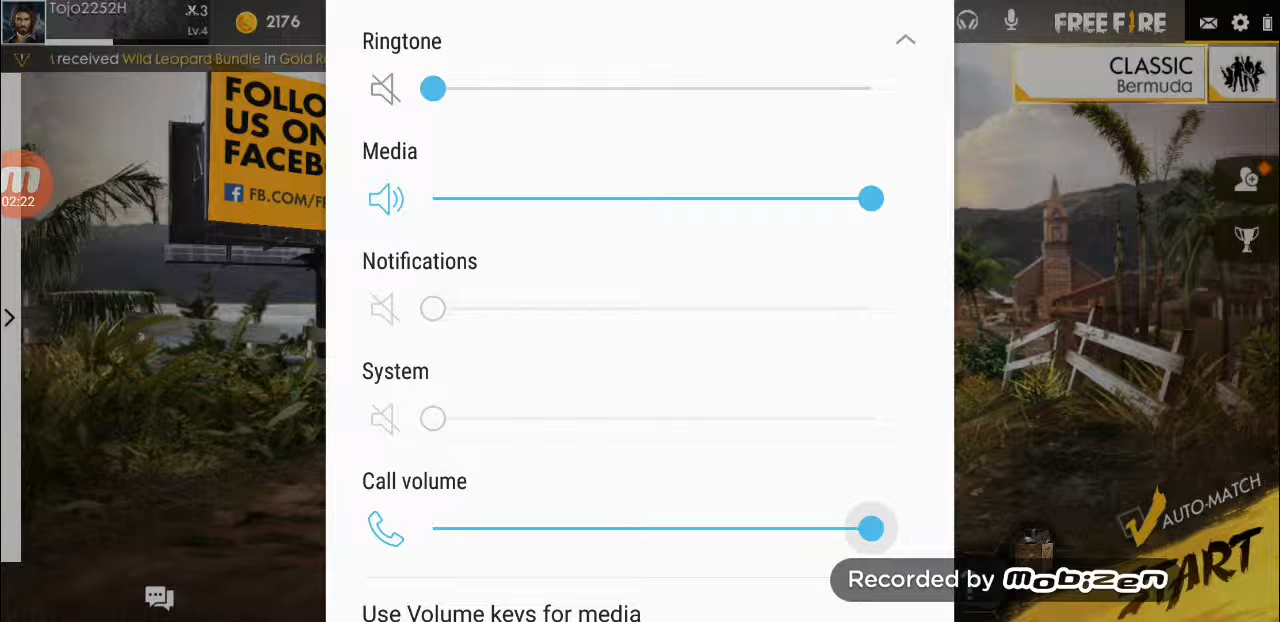 Tojo2252H
X.3
Lv.4
2176
received Wild Leopard Bundle in Gold R
FOLLO
US ON
FACEB
FB.COM/F
02:22
Ringtone
Media
Notifications
System
Call volume
Use Volume keys for media
FREE FIRE
CLASSIC
Bermuda
AUTO-MATCH
START
Recorded by mobizen